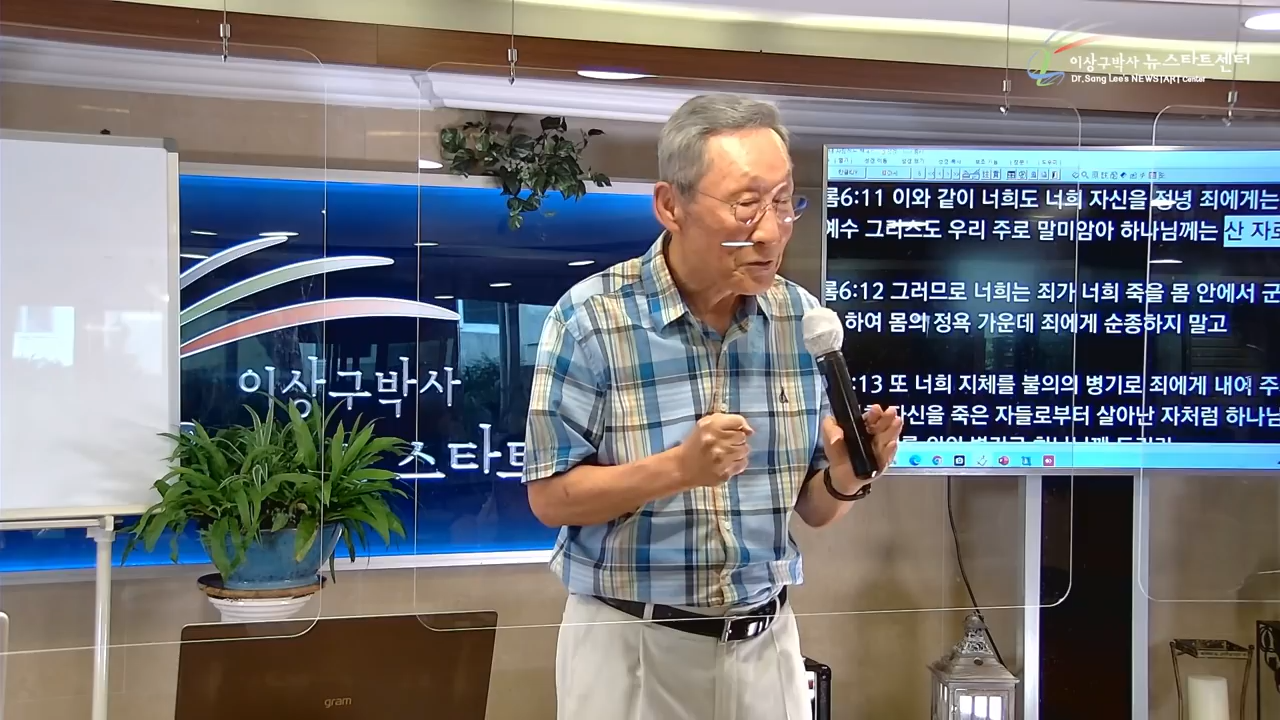 이상구박사 뉴스타트센터
Dr. Sang Lee's NEWSTART Center
롬6:11 이와 같이 너희도 너희 자신을 정녕 죄에게는
예수 그리스도 우리 주로 말미암아 하나님께는 산 자로
롬6:12 그러므로 너희는 죄가 너희 죽을 몸 안에서 군
하여 몸의 정욕 가운데 죄에게 순종하지 말고
:13 또 너희 지체를 불의의 병기로 죄에게 내어 주
자신을 죽은 자들로부터 살아난 자처럼 하나님
이상구박사
스타트
gram